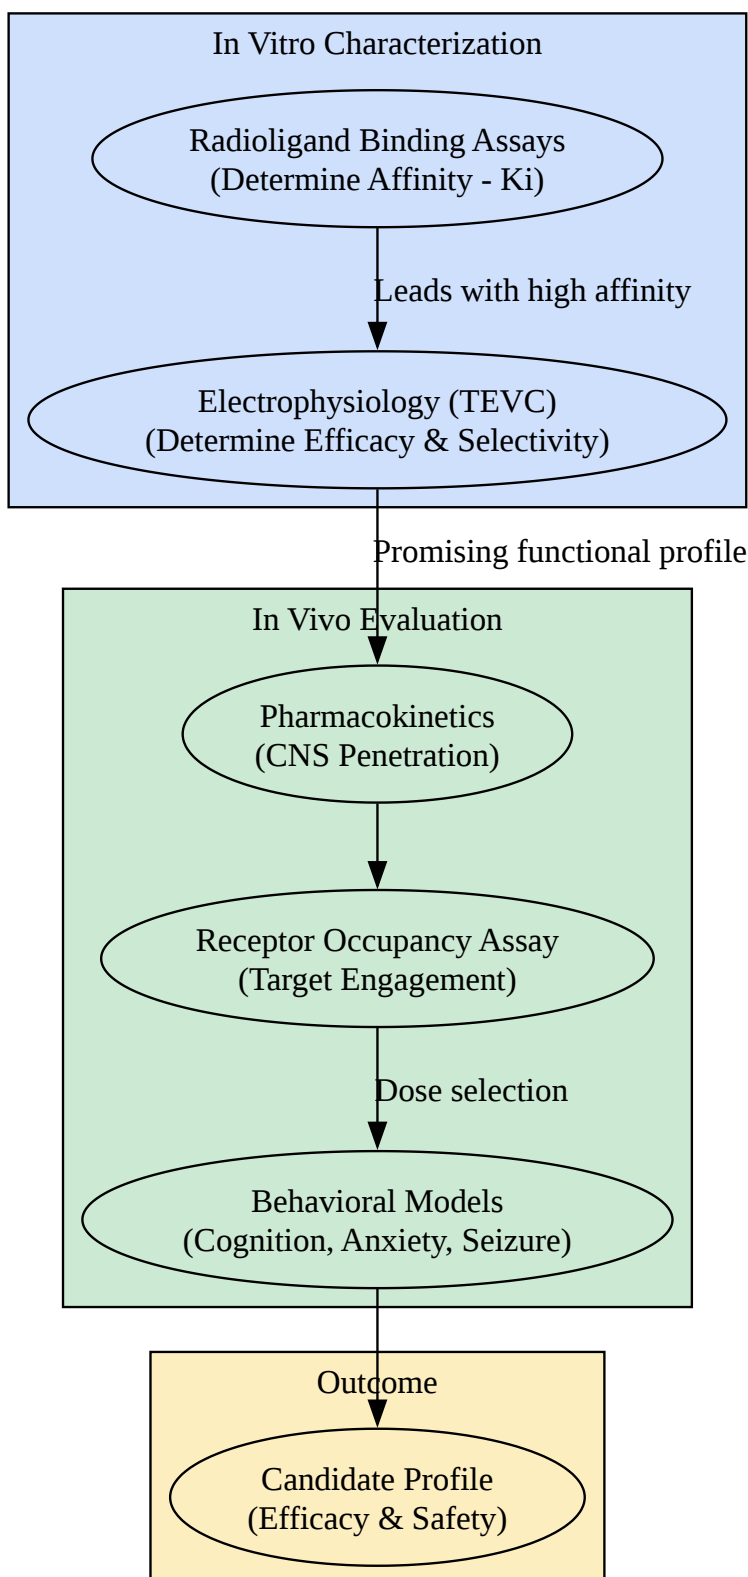 In Vitro Characterization
Radioligand Binding Assays
(Determine Affinity - Ki)
Leads with high affinity
Electrophysiology (TEVC)
(Determine Efficacy & Selectivity)
Promising functional profile
In Vivo Evaluation
Pharmacokinetics
(CNS Penetration)
Receptor Occupancy Assay
(Target Engagement)
Dose selection
Behavioral Models
(Cognition, Anxiety, Seizure)
Outcome
Candidate Profile
(Efficacy & Safety)